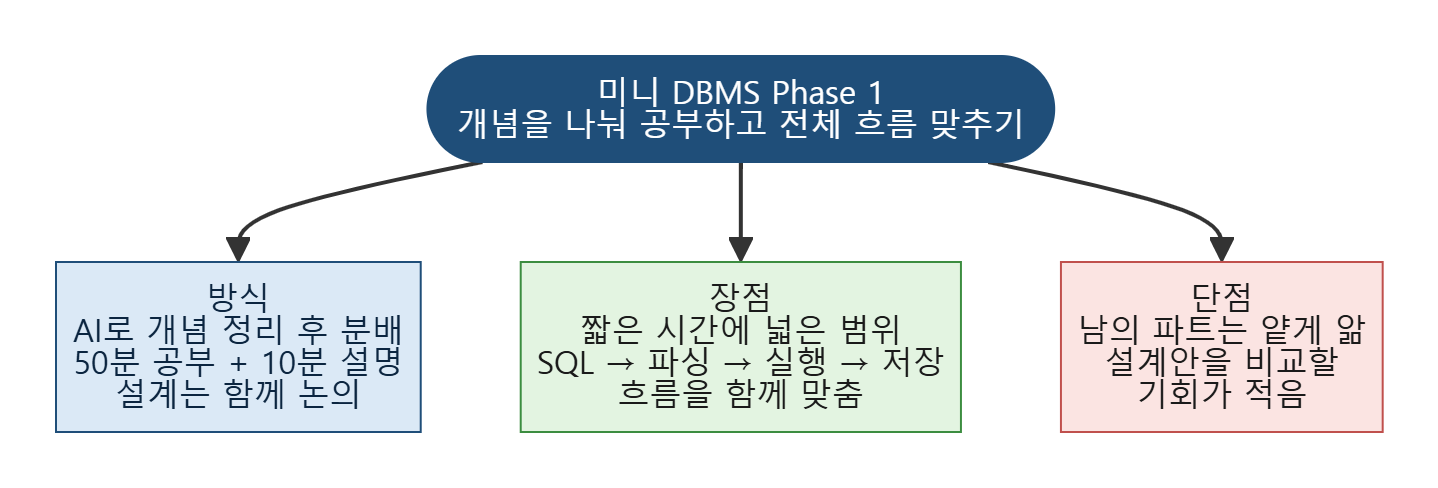 미니 DBMS Phase 1
개념을 나눠 공부하고 전체 흐름 맞추기
방식
AI로 개념 정리 후 분배
50분 공부 + 10분 설명
설계는 함께 논의
장점
짧은 시간에 넓은 범위
SQL → 파싱 → 실행 → 저장
흐름을 함께 맞춤
단점
남의 파트는 얕게 앎
설계안을 비교할
기회가 적음